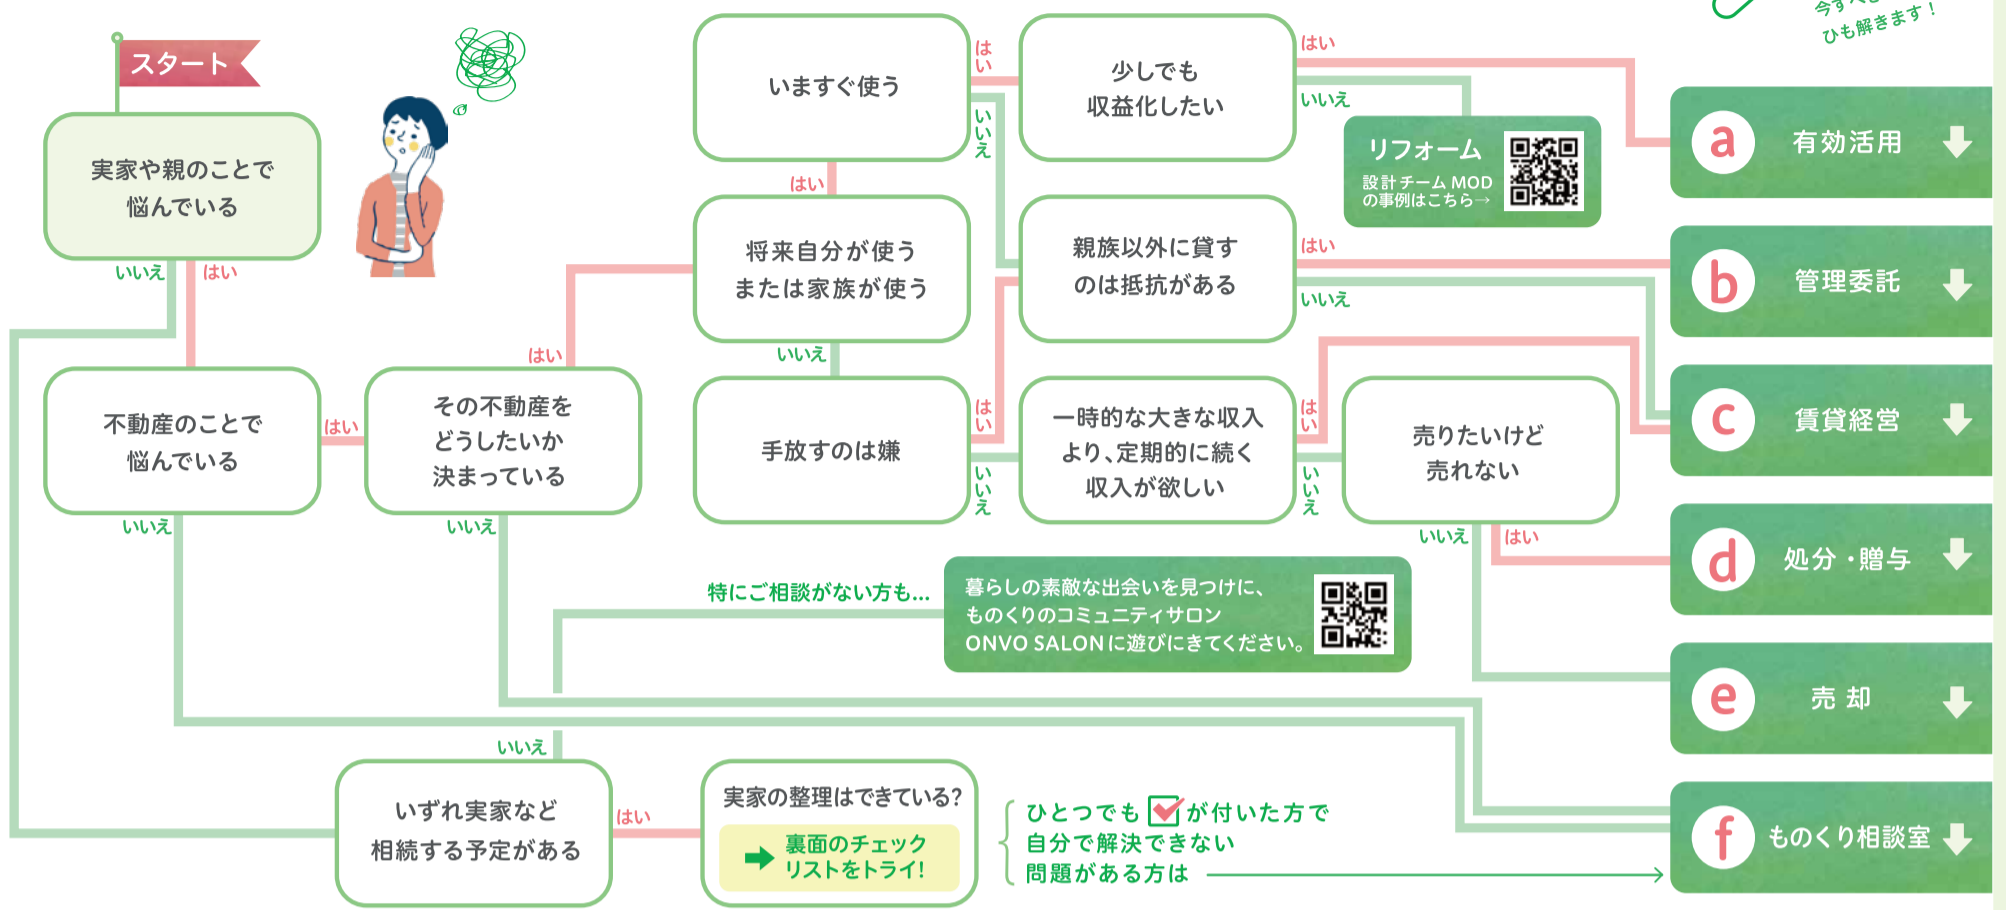 スタート
実家や親のことで
悩んでいる
いいえ
はい
不動産のことで
悩んでいる
はい
いいえ
その不動産を
どうしたいか
決まっている
はい
いいえ
将来自分が使う
または家族が使う
はい
いいえ
いますぐ使う
はい
いいえ
少しでも
収益化したい
はい
いいえ
リフォーム
設計チームMOD
の事例はこちら→
親族以外に貸す
のは抵抗がある
はい
いいえ
手放すのは嫌
はい
いいえ
一時的な大きな収入
より、定期的に続く
収入が欲しい
はい
いいえ
売りたいけど
売れない
いいえ
はい
特にご相談がない方も...
暮らしの素敵な出会いを見つけに、
ものくりのコミュニティサロン
ONVO SALONに遊びにきてください。
いずれ実家など
相続する予定がある
いいえ
はい
実家の整理はできている?
裏面のチェック
リストをトライ!
ひとつでも が付いた方で
自分で解決できない
問題がある方は
ひも解きます!
a 有効活用
b 管理委託
c 賃貸経営
d 処分・贈与
e 売却
f ものくり相談室